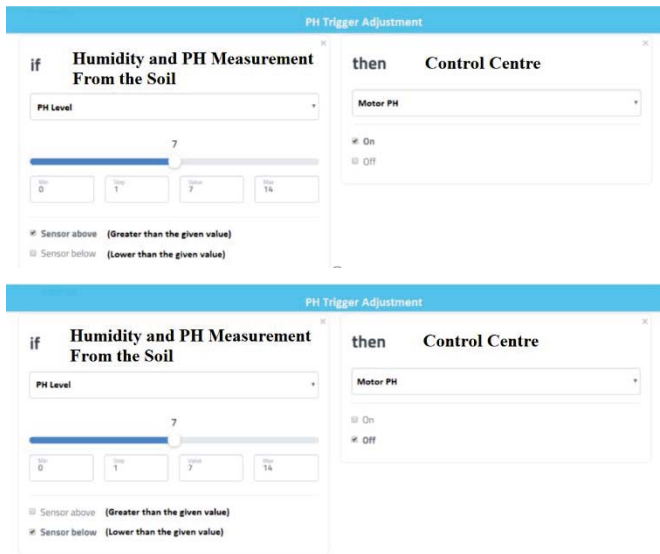 PH Trigger Adjustment
if
Humidity and PH Measurement
From the Soil
PH Level
7
Min
0
Step
1
Value
7
Max
14
Sensor above (Greater than the given value)
Sensor below (Lower than the given value)
then
Control Centre
Motor PH
On
Off
PH Trigger Adjustment
if
Humidity and PH Measurement
From the Soil
PH Level
7
Min
0
Step
1
Value
7
Max
14
Sensor above (Greater than the given value)
Sensor below (Lower than the given value)
then
Control Centre
Motor PH
On
Off